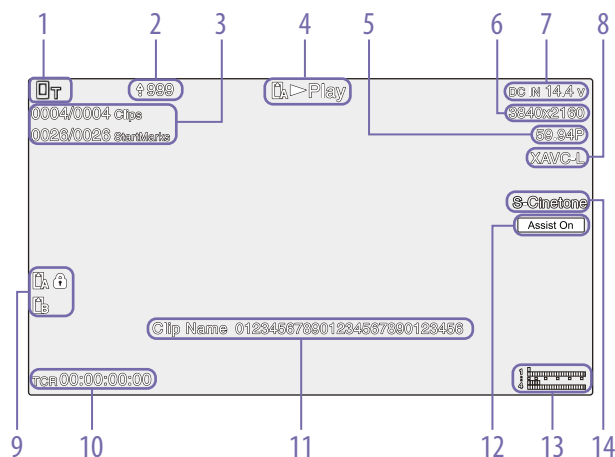 1 2 3 4 5 6 7 8
T 999 A Play DC IN 14.4 V
0004/0004 Clips 3840x2160
0026/0026 StartMarks 59.94P
XAVC-L
S-Cinetone
Assist On
A
B
Clip Name 01234567890123456789012345​6
TCR 00:00:00:00
9 10 11 12 13 14